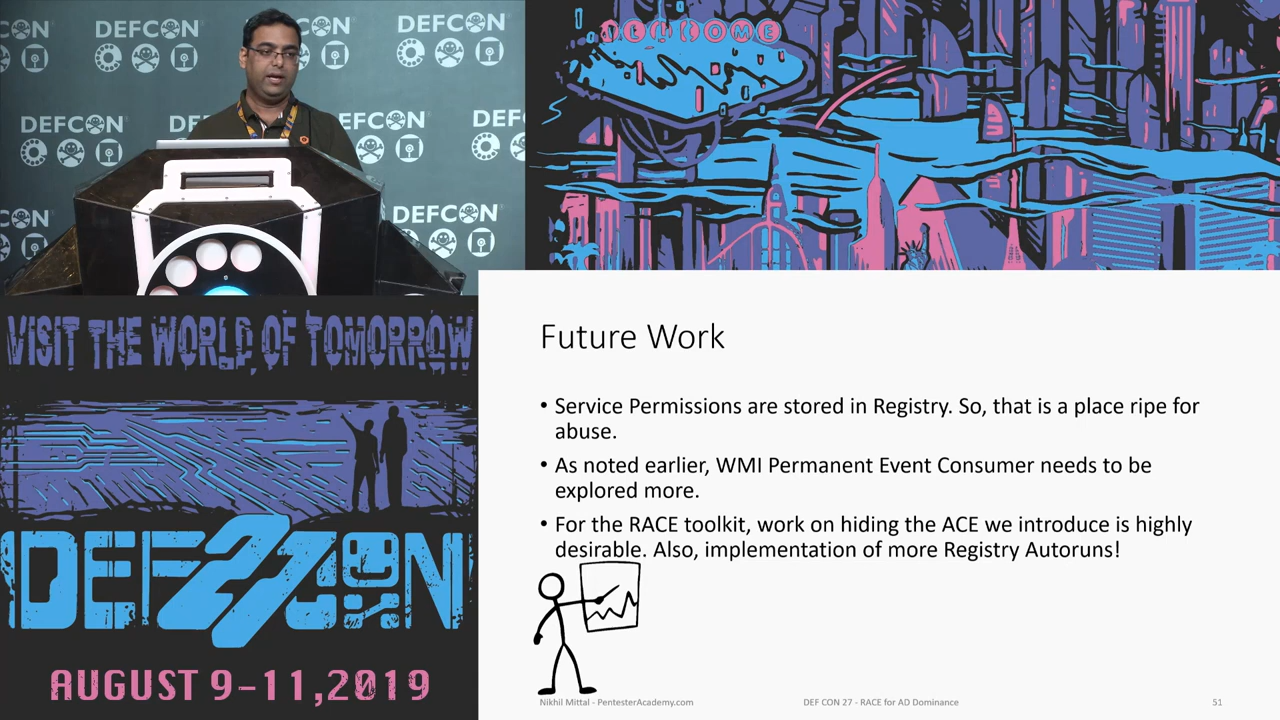 DEFCON
DEFCON
DEFCON
DEFCON
DEFCON
DEF
DEFCON
DEFCON
WELCOME
VISIT THE WORLD OF TOMORROW
DEF27CON
AUGUST 9-11,2019
Future Work
• Service Permissions are stored in Registry. So, that is a place ripe for
abuse.
• As noted earlier, WMI Permanent Event Consumer needs to be
explored more.
• For the RACE toolkit, work on hiding the ACE we introduce is highly
desirable. Also, implementation of more Registry Autoruns!
Nikhil Mittal - PentesterAcademy.com
DEF CON 27 - RACE for AD Dominance
51